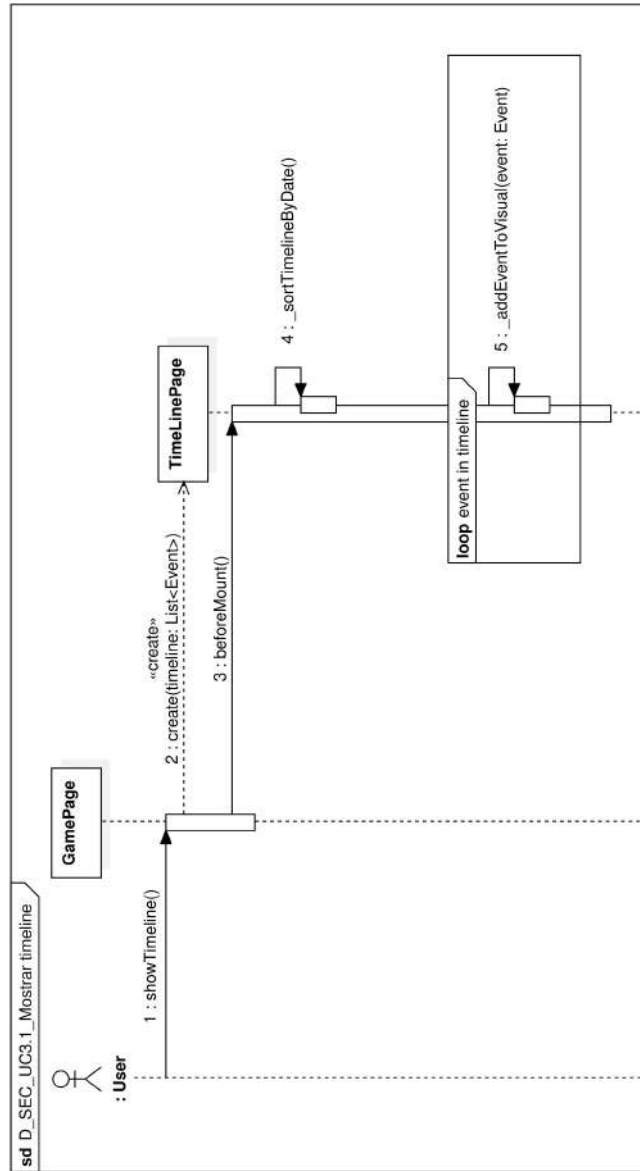 sd D_SEC_UC3.1_Mostrar timeline
: User
GamePage
TimeLinePage
1 : showTimeline()
«create»
2 : create(timeline: List<Event>)
3 : beforeMount()
4 : _sortTimelineByDate()
loop event in timeline
5 : _addEventToVisual(event: Event)